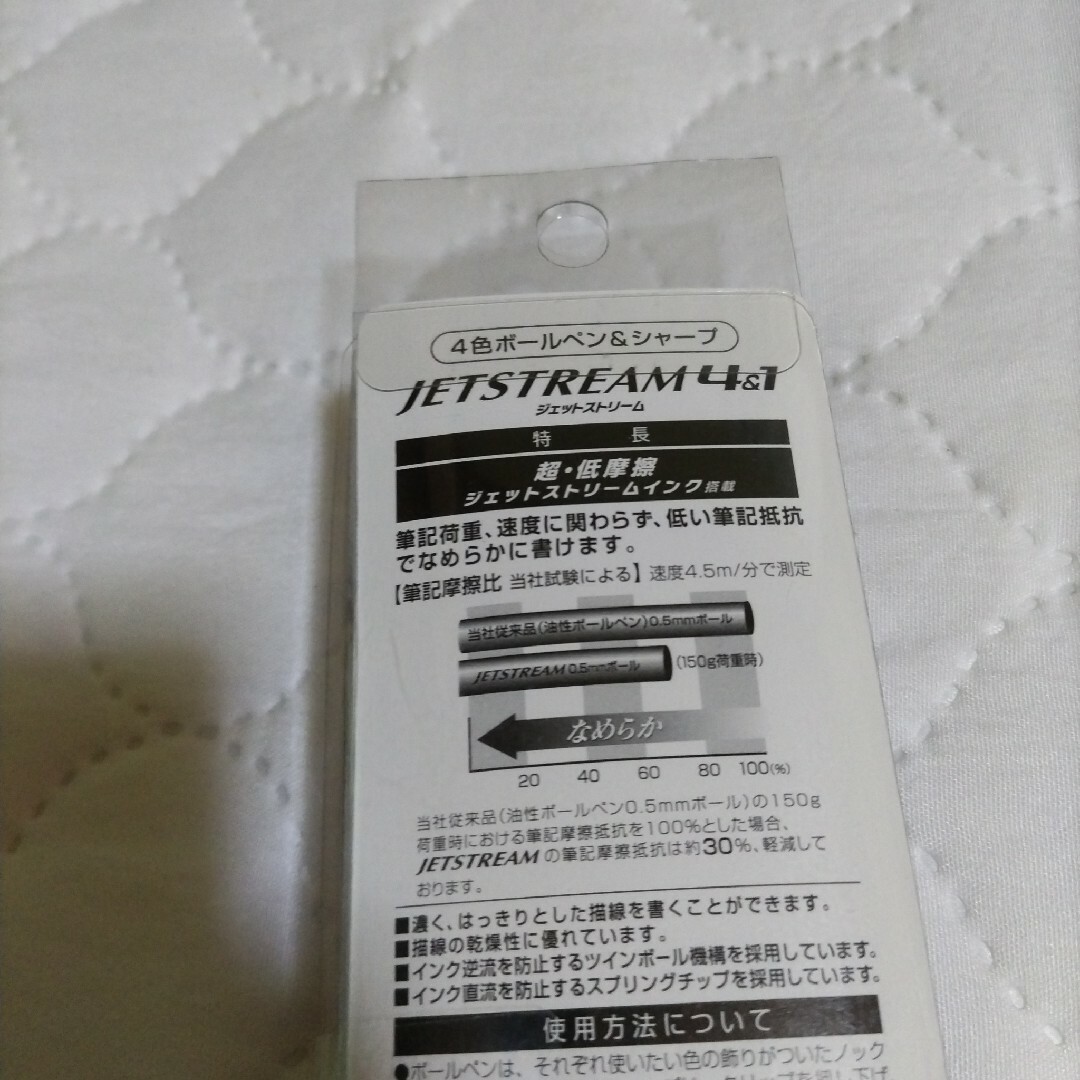 4色ボールペン&シャープ
JETSTREAM 4&1
ジェットストリーム
特長
超・低摩擦
ジェットストリームインク搭載
筆記荷重、速度に関わらず、低い筆記抵抗
でなめらかに書けます。
【筆記摩擦比 当社試験による】速度4.5m/分で測定
当社従来品(油性ボールペン)0.5mmボール
JETSTREAM 0.5mmボール (150g荷重時)
なめらか
20 40 60 80 100(%)
当社従来品(油性ボールペン0.5mmボール)の150g
荷重時における筆記摩擦抵抗を100%とした場合、
JETSTREAMの筆記摩擦抵抗は約30%、軽減して
おります。
■濃く、はっきりとした描線を書くことができます。
■描線の乾燥性に優れています。
■インク逆流を防止するツインボール機構を採用しています。
■インク直流を防止するスプリングチップを採用しています。
使用方法について
●ボールペンは、それぞれ使いたい色の飾りがついたノック